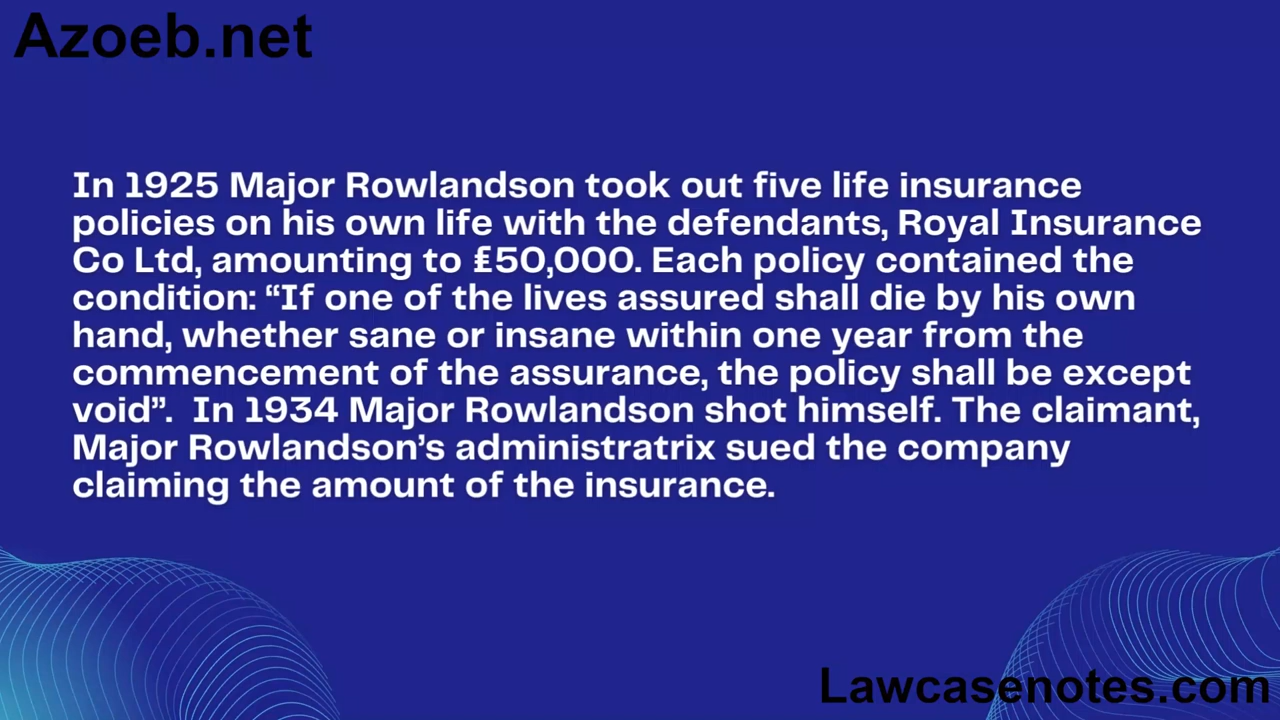 Azoeb.net
In 1925 Major Rowlandson took out five life insurance
policies on his own life with the defendants, Royal Insurance
Co Ltd, amounting to £50,000. Each policy contained the
condition: “If one of the lives assured shall die by his own
hand, whether sane or insane within one year from the
commencement of the assurance, the policy shall be except
void”.  In 1934 Major Rowlandson shot himself. The claimant,
Major Rowlandson’s administratrix sued the company
claiming the amount of the insurance.
Lawcasenotes.com